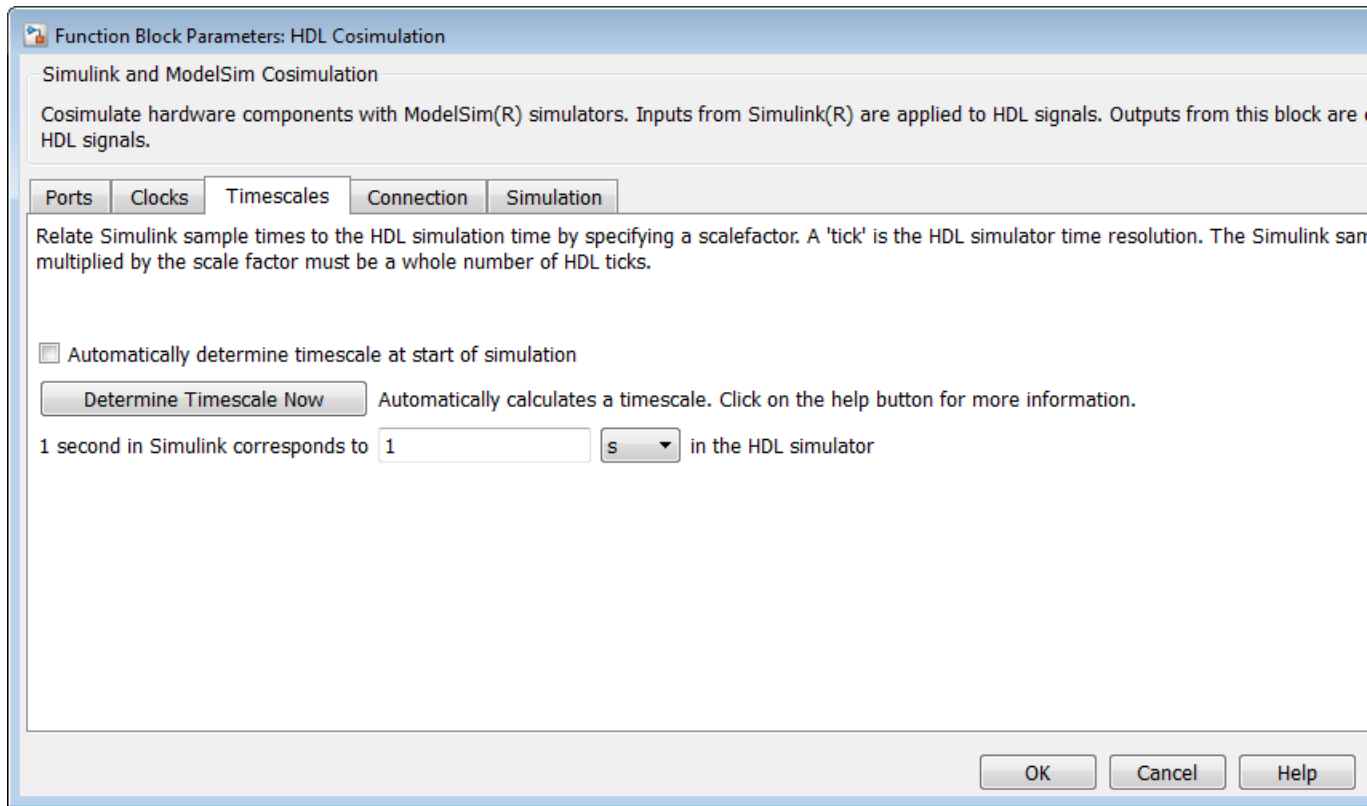 Function Block Parameters: HDL Cosimulation
Simulink and ModelSim Cosimulation
Cosimulate hardware components with ModelSim(R) simulators. Inputs from Simulink(R) are applied to HDL signals. Outputs from this block are
HDL signals.
Ports Clocks Timescales Connection Simulation
Relate Simulink sample times to the HDL simulation time by specifying a scalefactor. A 'tick' is the HDL simulator time resolution. The Simulink
multiplied by the scale factor must be a whole number of HDL ticks.
Automatically determine timescale at start of simulation
Determine Timescale Now Automatically calculates a timescale. Click on the help button for more information.
1 second in Simulink corresponds to 1 s in the HDL simulator
OK Cancel Help